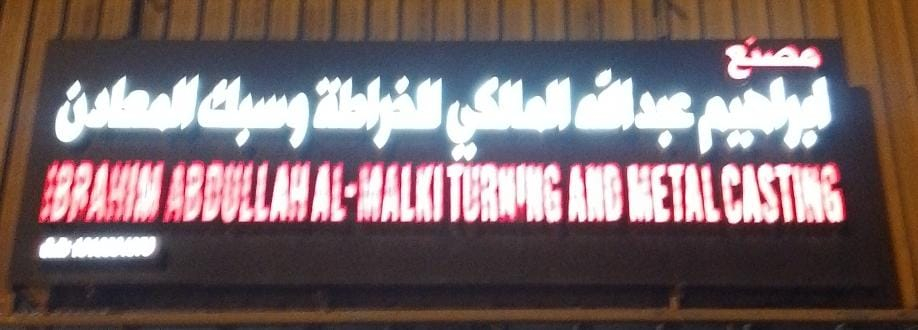 مصنع
ابراهيم عبدالله المالكي للخراطة وسبك المعادن
IBRAHIM ABDULLAH AL-MALKI TURNING AND METAL CASTING